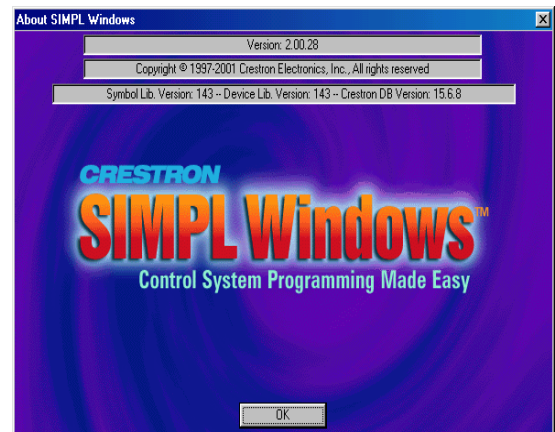 About SIMPL Windows
Version: 2.00.28
Copyright © 1997-2001 Crestron Electronics, Inc., All rights reserved
Symbol Lib. Version: 143 -- Device Lib. Version: 143 -- Crestron DB Version: 15.6.8
CRESTRON
SIMPL Windows™
Control System Programming Made Easy
OK